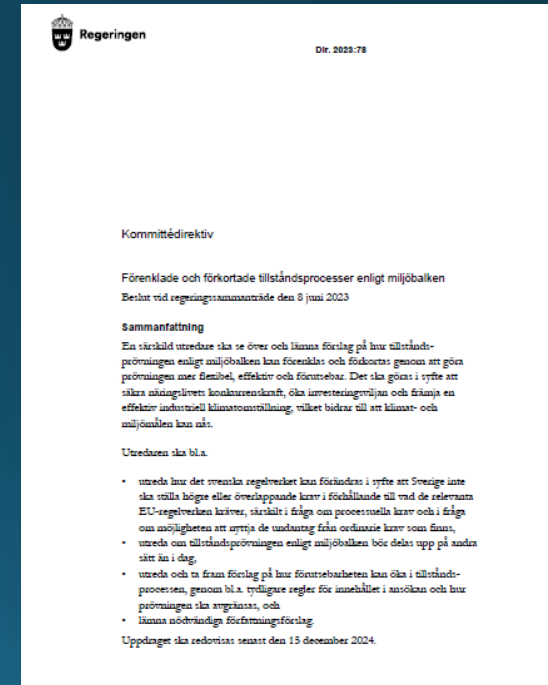 Regeringen
Dir. 2023:78
Kommittédirektiv
Förenklade och förkortade tillståndsprocesser enligt miljöbalken
Beslut vid regeringssammanträde den 8 juni 2023
Sammanfattning
En särskild utredare ska se över och lämna förslag på hur tillstånds-
prövningen enligt miljöbalken kan förenklas och förkortas genom att göra
prövningen mer flexibel, effektiv och förutsebar. Det ska göras i syfte att
säkra näringslivets konkurrenskraft, öka investeringsviljan och främja en
effektiv industriell klimatomställning, vilket bidrar till att klimat- och
miljömålen kan nås.
Utredaren ska bl.a.
• utreda hur det svenska regelverket kan förändras i syfte att Sverige inte
ska ställa högre eller överlappande krav i förhållande till vad de relevanta
EU-regelverken kräver, särskilt i fråga om processuella krav och i fråga
om möjligheten att nyttja de undantag från ordinarie krav som finns,
• utreda om tillståndsprövningen enligt miljöbalken bör delas upp på andra
sätt än i dag,
• utreda och ta fram förslag på hur förutsebarheten kan öka i tillstånds-
processen, genom bl.a. tydligare regler för innehållet i ansökan och hur
prövningen ska avgränsas, och
• lämna nödvändiga författningsförslag.
Uppdraget ska redovisas senast den 15 december 2024.